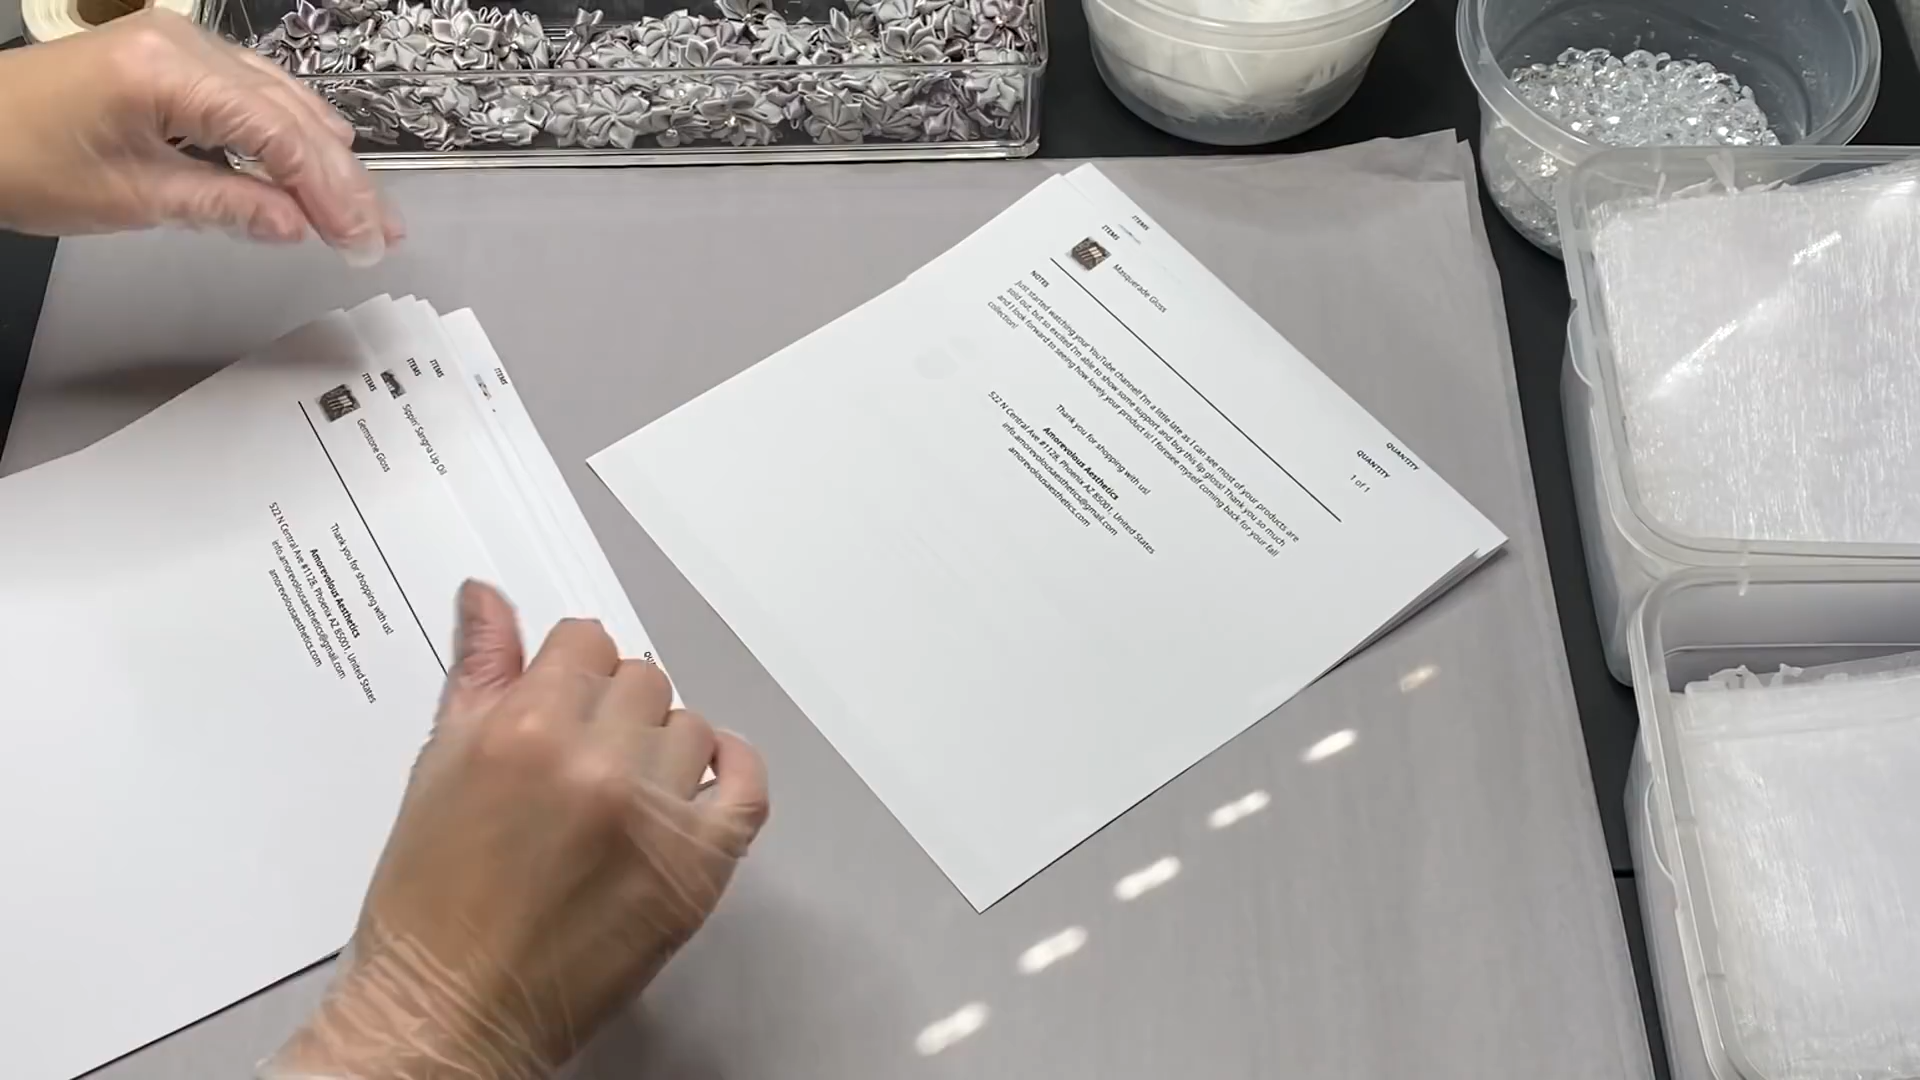 ITEMS
ITEMS
Sippin' Sangria Lip Oil
ITEMS
ITEMS
Gemstone Gloss
Thank you for shopping with us!
Amorevolous Aesthetics
522 N Central Ave #1128, Phoenix AZ 85001, United States
info.amorevolousaesthetics@gmail.com
amorevolousaesthetics.com
ITEMS
QUANTITY
ITEMS
QUANTITY
Masquerade Gloss
1 of 1
NOTES
Just started watching your YouTube channel! I'm a little late as I can see most of your products are
sold out, but so excited I'm able to show some support and buy this lip gloss! Thank you so much
and I look forward to seeing how lovely your product is! I foresee myself coming back for your fall
collection!
Thank you for shopping with us!
Amorevolous Aesthetics
522 N Central Ave #1128, Phoenix AZ 85001, United States
info.amorevolousaesthetics@gmail.com
amorevolousaesthetics.com